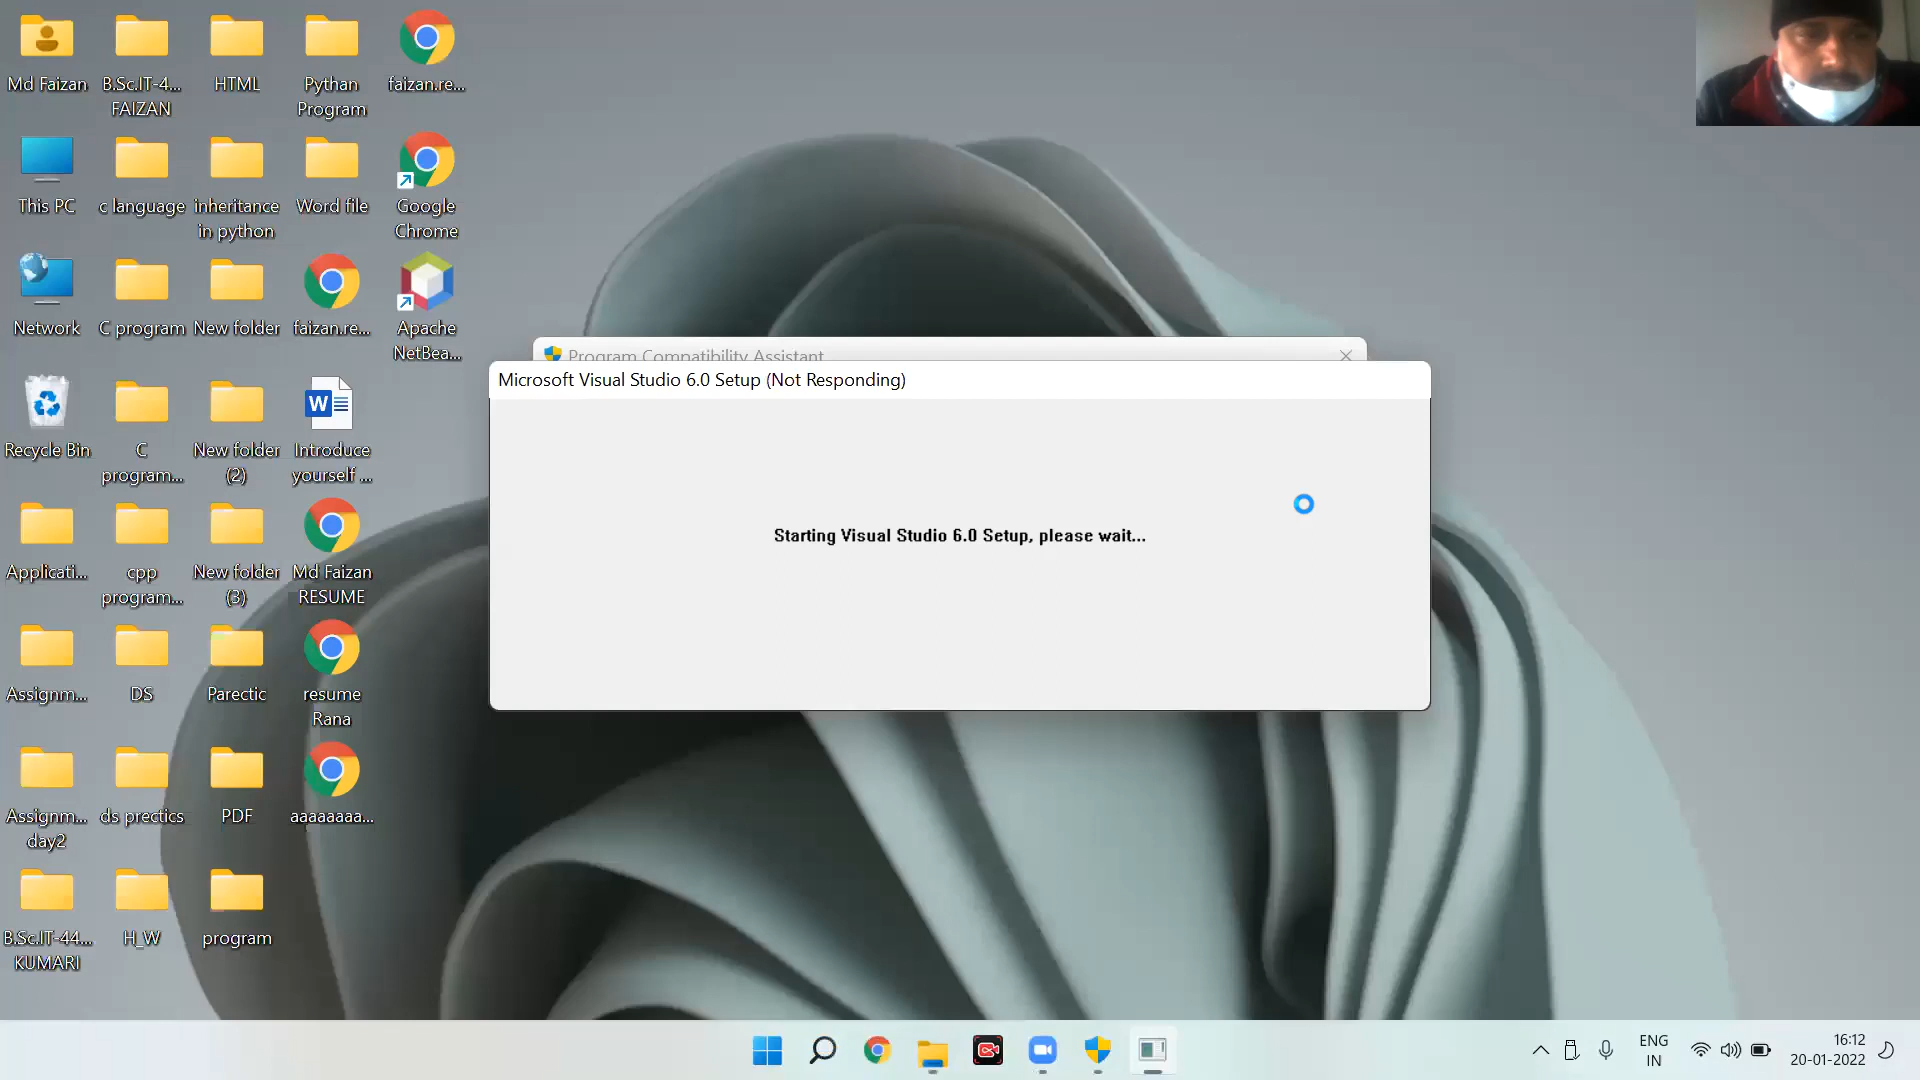 Md Faizan
B.Sc.IT-4...
FAIZAN
HTML
Pythan
Program
faizan.re...
This PC
c language
inheritance
in python
Word file
Google
Chrome
Network
C program
New folder
faizan.re...
Apache
NetBea...
Program Compatibility Assistant
Microsoft Visual Studio 6.0 Setup (Not Responding)
Starting Visual Studio 6.0 Setup, please wait...
Recycle Bin
C
program...
New folder
(2)
W
Introduce
yourself ...
Applicati...
cpp
program...
New folder
(3)
Md Faizan
RESUME
Assignm...
DS
Parectic
resume
Rana
Assignm...
day2
ds prectics
PDF
aaaaaaaa...
B.Sc.IT-44...
KUMARI
H_W
program
ENG
IN
16:12
20-01-2022